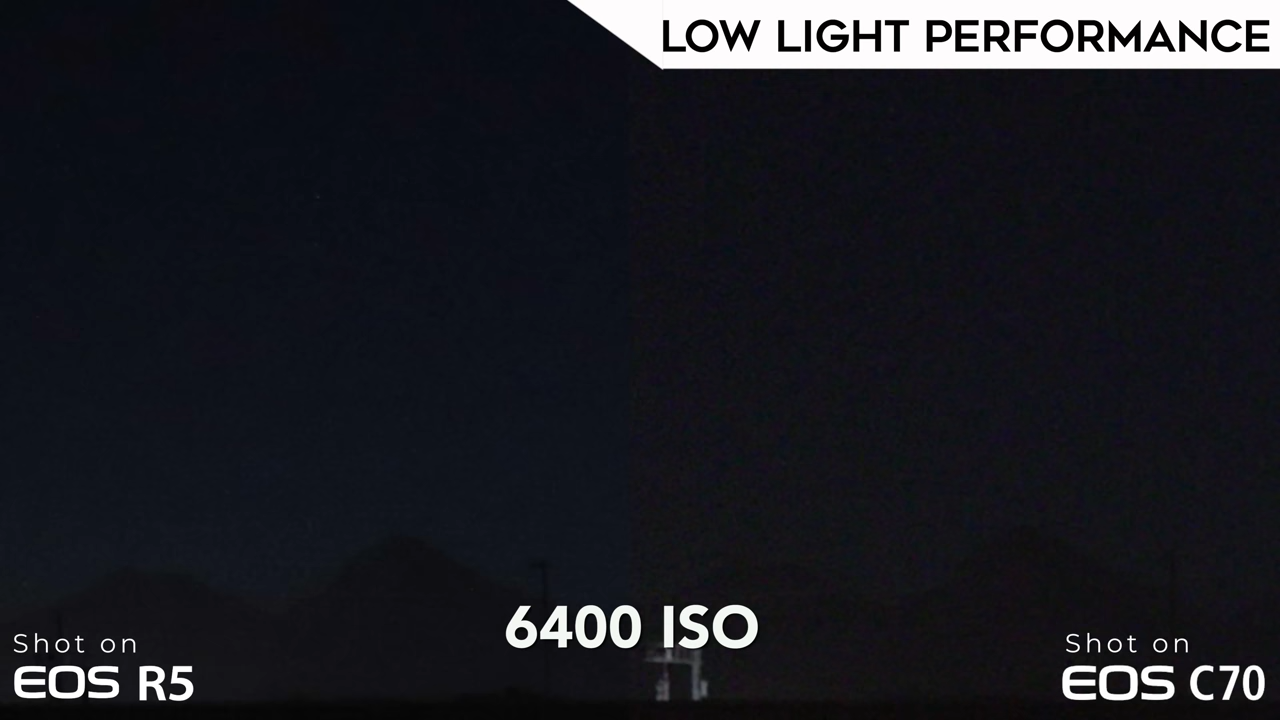 LOW LIGHT PERFORMANCE
6400 ISO
Shot on
EOS R5
Shot on
EOS C70